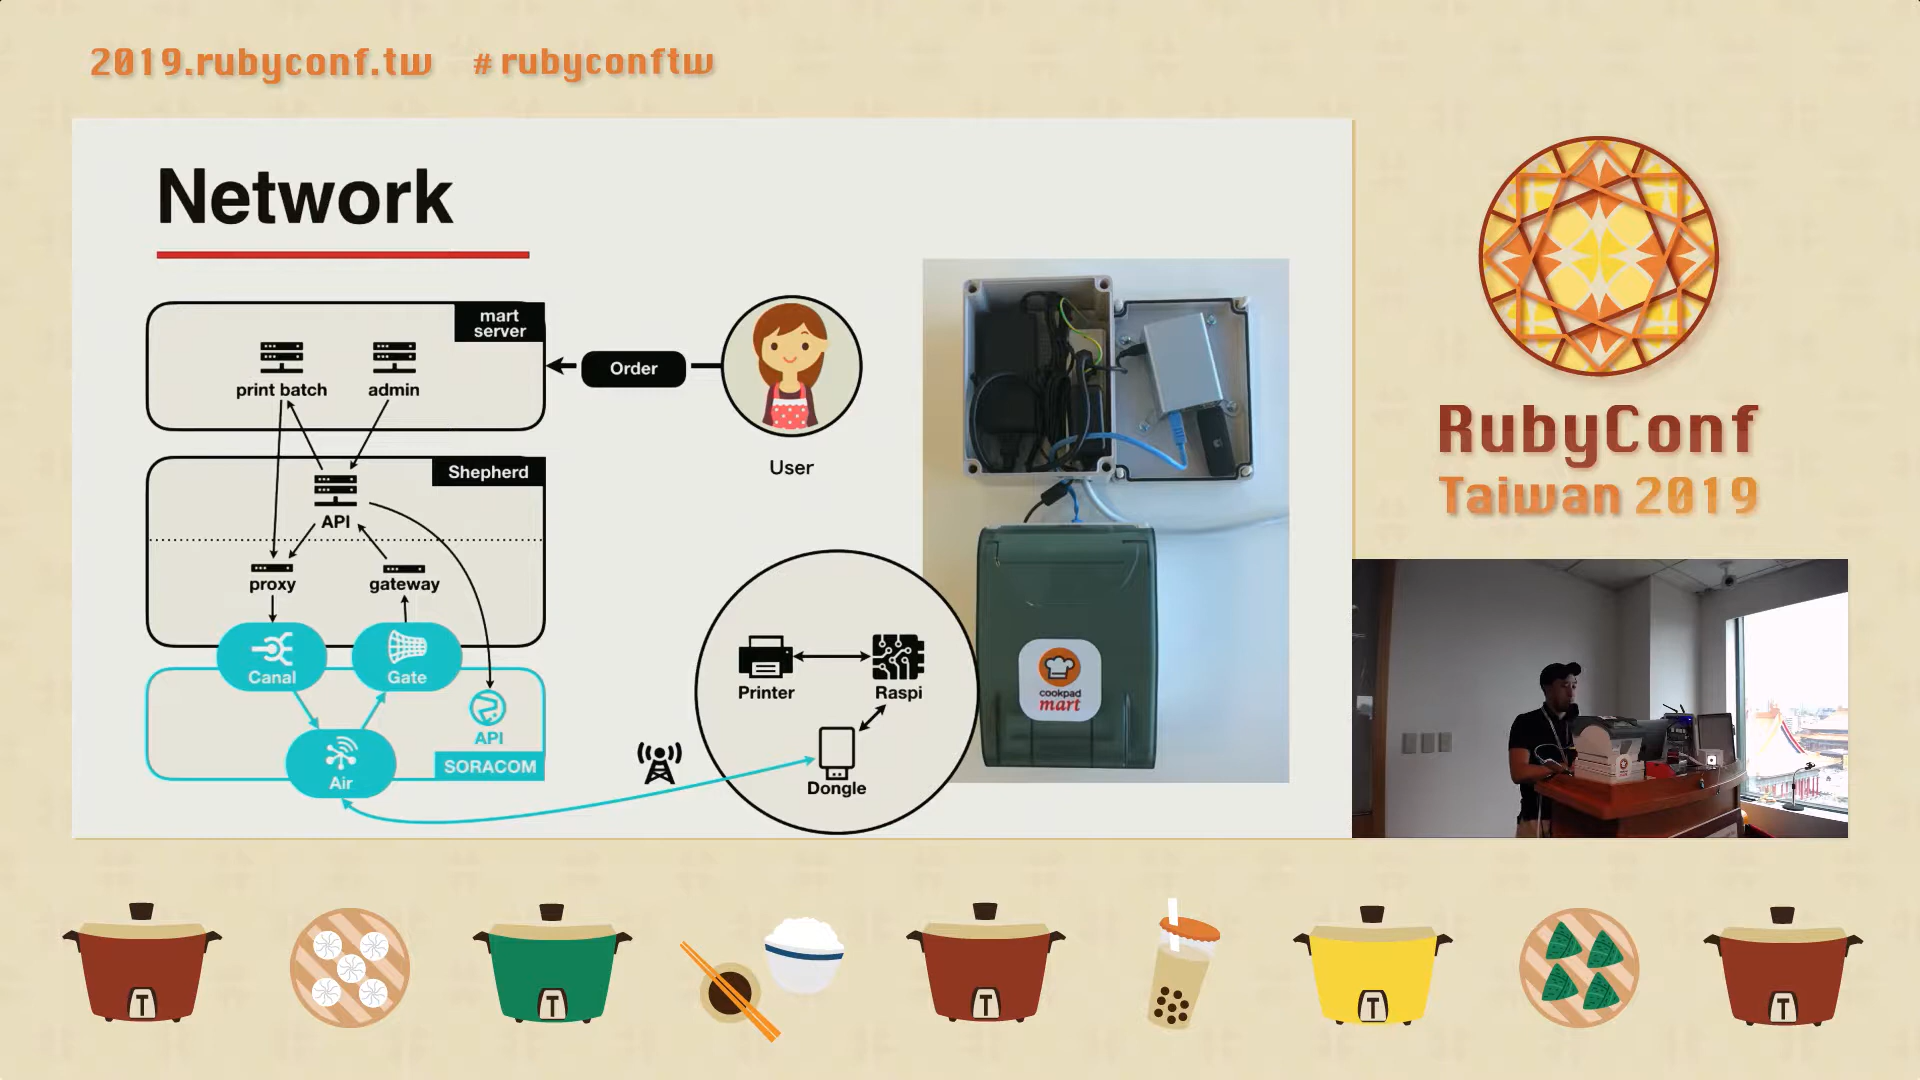 2019.rubyconf.tw # rubyconftw
Network
mart
server
print batch
admin
Order
User
Shepherd
API
proxy
gateway
Canal
Gate
API
SORACOM
Air
Printer
Raspi
Dongle
cookpad
mart
RubyConf
Taiwan 2019
T
T
T
T
T